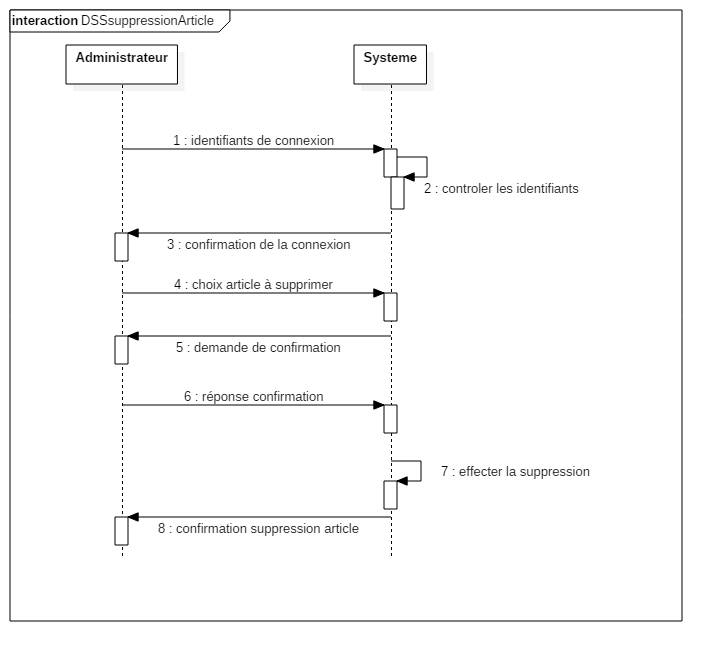 interaction DSSsuppressionArticle
Administrateur
Systeme
1 : identifiants de connexion
2 : controler les identifiants
3 : confirmation de la connexion
4 : choix article à supprimer
5 : demande de confirmation
6 : réponse confirmation
7 : effecter la suppression
8 : confirmation suppression article